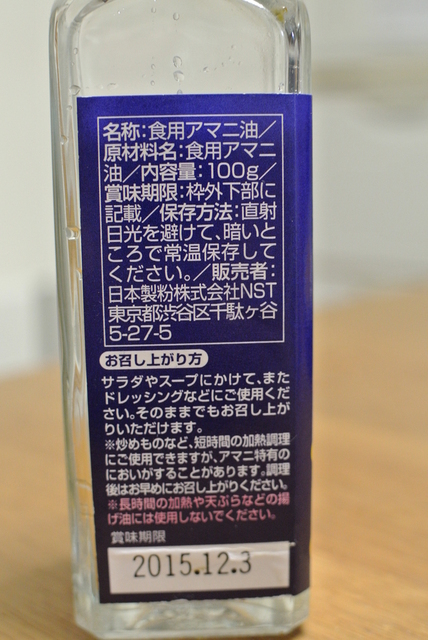 名称：食用アマニ油／
原材料名：食用アマニ
油／内容量：100g／
賞味期限：枠外下部に
記載／保存方法：直射
日光を避けて、暗いと
ころで常温保存して
ください。／販売者：
日本製粉株式会社NST
東京都渋谷区千駄ヶ谷
5-27-5
お召し上がり方
サラダやスープにかけて、また
ドレッシングなどにご使用くだ
さい。そのままでもお召し上が
りいただけます。
※炒めものなど、短時間の加熱調理
にご使用できますが、アマニ特有の
においがすることがあります。調理
後はお早めにお召し上がりください。
※長時間の加熱や天ぷらなどの揚
げ油には使用しないでください。
賞味期限
2015.12.3